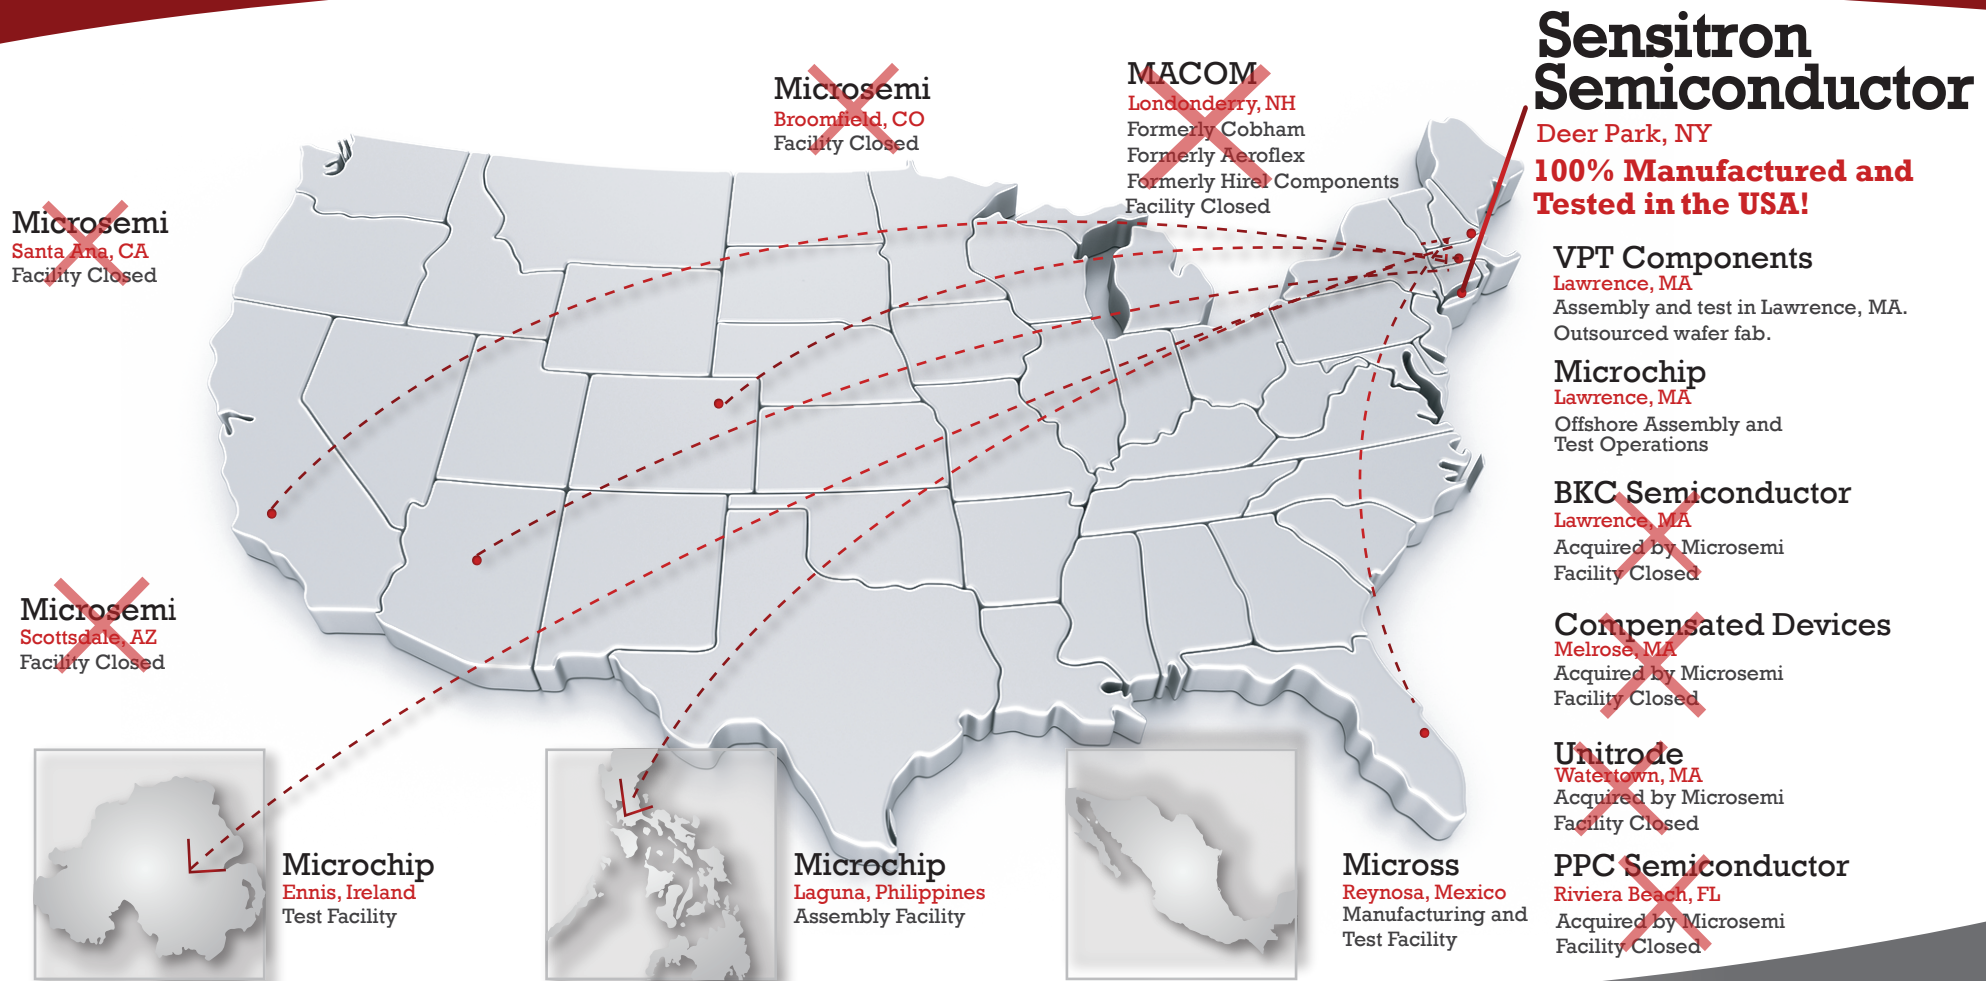 Sensitron
Semiconductor
Deer Park, NY
100% Manufactured and
Tested in the USA!
Microsemi
Broomfield, CO
Facility Closed
MACOM
Londonderry, NH
Formerly Cobham
Formerly Aeroflex
Formerly Hirel Components
Facility Closed
Microsemi
Santa Ana, CA
Facility Closed
VPT Components
Lawrence, MA
Assembly and test in Lawrence, MA.
Outsourced wafer fab.
Microchip
Lawrence, MA
Offshore Assembly and
Test Operations
BKC Semiconductor
Lawrence, MA
Acquired by Microsemi
Facility Closed
Microsemi
Scottsdale, AZ
Facility Closed
Compensated Devices
Melrose, MA
Acquired by Microsemi
Facility Closed
Unitrode
Watertown, MA
Acquired by Microsemi
Facility Closed
Microchip
Ennis, Ireland
Test Facility
Microchip
Laguna, Philippines
Assembly Facility
Micross
Reynosa, Mexico
Manufacturing and
Test Facility
PPC Semiconductor
Riviera Beach, FL
Acquired by Microsemi
Facility Closed